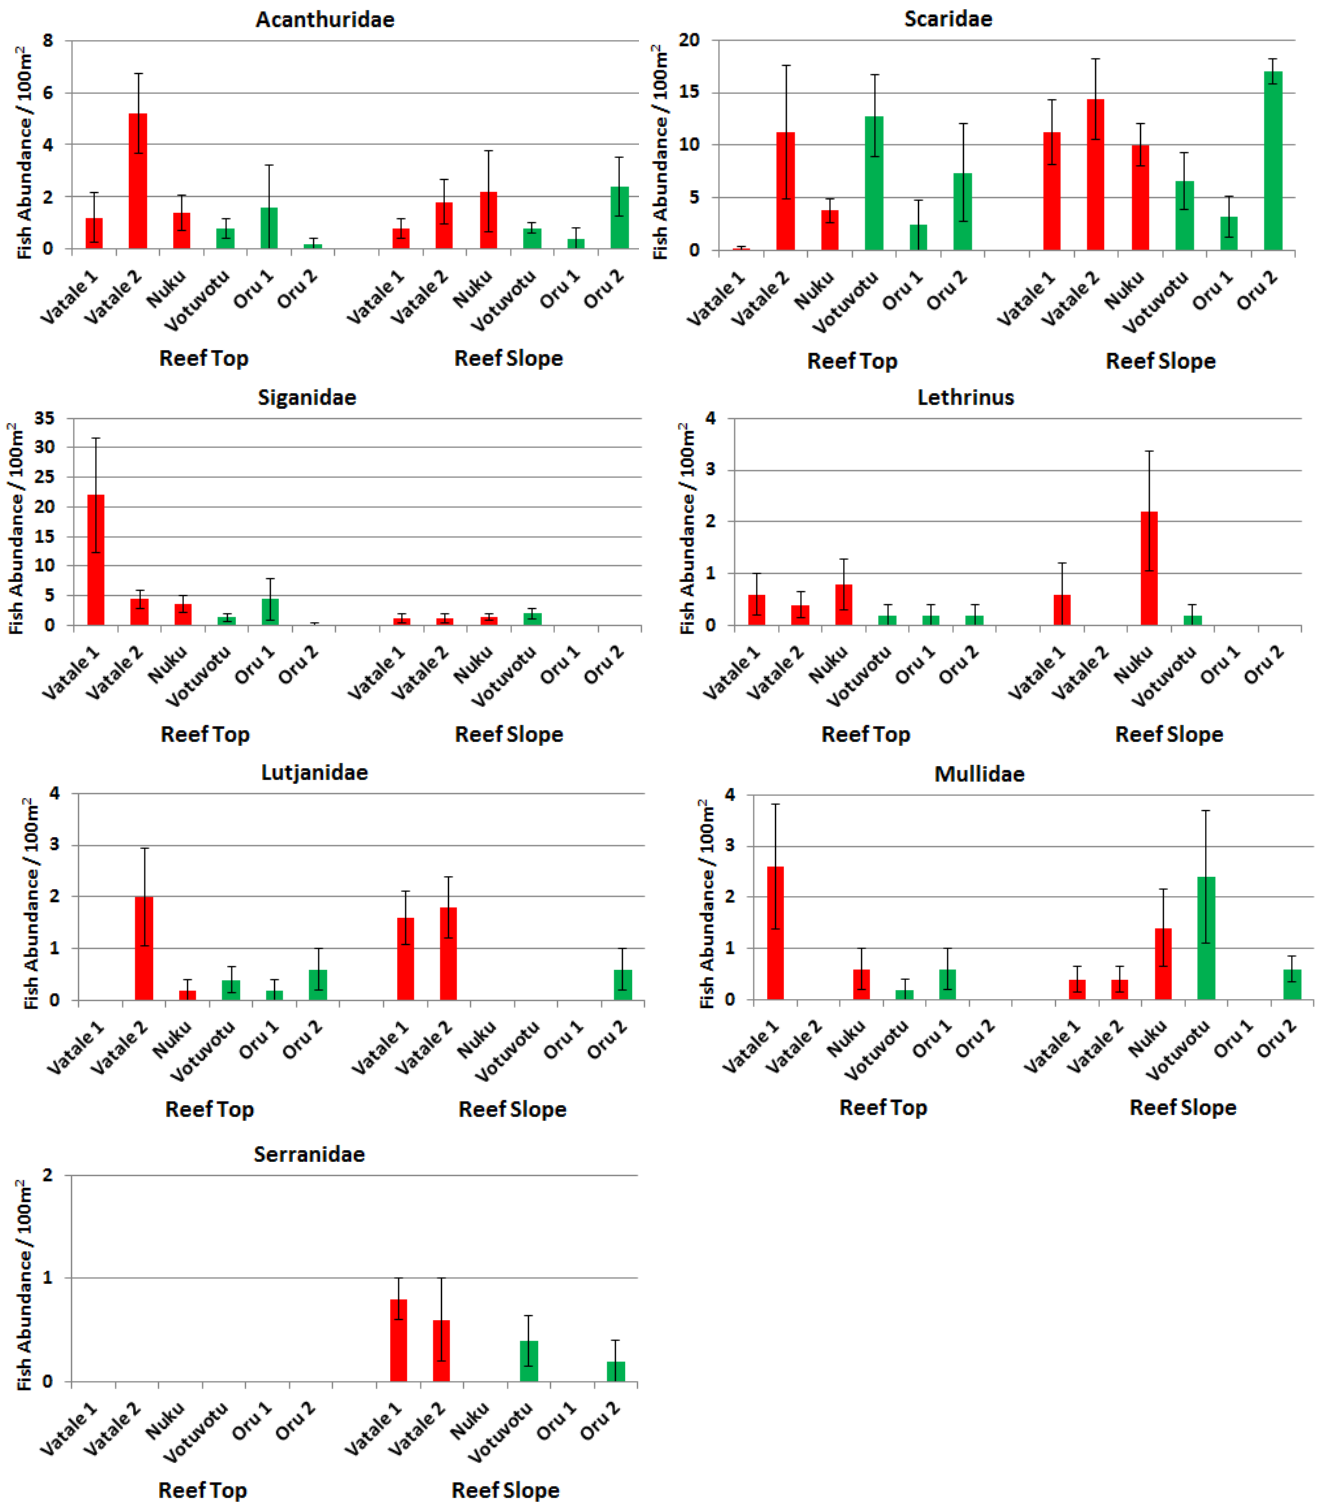 Acanthuridae
Fish Abundance / 100m²
8
6
4
2
0
Vatale 1
Vatale 2
Nuku
Votuvotu
Oru 1
Oru 2
Vatale 1
Vatale 2
Nuku
Votuvotu
Oru 1
Oru 2
Reef Top
Reef Slope
Scaridae
Fish Abundance / 100m²
20
15
10
5
0
Vatale 1
Vatale 2
Nuku
Votuvotu
Oru 1
Oru 2
Vatale 1
Vatale 2
Nuku
Votuvotu
Oru 1
Oru 2
Reef Top
Reef Slope
Siganidae
Fish Abundance / 100m²
35
30
25
20
15
10
5
0
Vatale 1
Vatale 2
Nuku
Votuvotu
Oru 1
Oru 2
Vatale 1
Vatale 2
Nuku
Votuvotu
Oru 1
Oru 2
Reef Top
Reef Slope
Lethrinus
Fish Abundance / 100m²
4
3
2
1
0
Vatale 1
Vatale 2
Nuku
Votuvotu
Oru 1
Oru 2
Vatale 1
Vatale 2
Nuku
Votuvotu
Oru 1
Oru 2
Reef Top
Reef Slope
Lutjanidae
Fish Abundance / 100m²
4
3
2
1
0
Vatale 1
Vatale 2
Nuku
Votuvotu
Oru 1
Oru 2
Vatale 1
Vatale 2
Nuku
Votuvotu
Oru 1
Oru 2
Reef Top
Reef Slope
Mullidae
Fish Abundance / 100m²
4
3
2
1
0
Vatale 1
Vatale 2
Nuku
Votuvotu
Oru 1
Oru 2
Vatale 1
Vatale 2
Nuku
Votuvotu
Oru 1
Oru 2
Reef Top
Reef Slope
Serranidae
Fish Abundance / 100m²
2
1
0
Vatale 1
Vatale 2
Nuku
Votuvotu
Oru 1
Oru 2
Vatale 1
Vatale 2
Nuku
Votuvotu
Oru 1
Oru 2
Reef Top
Reef Slope